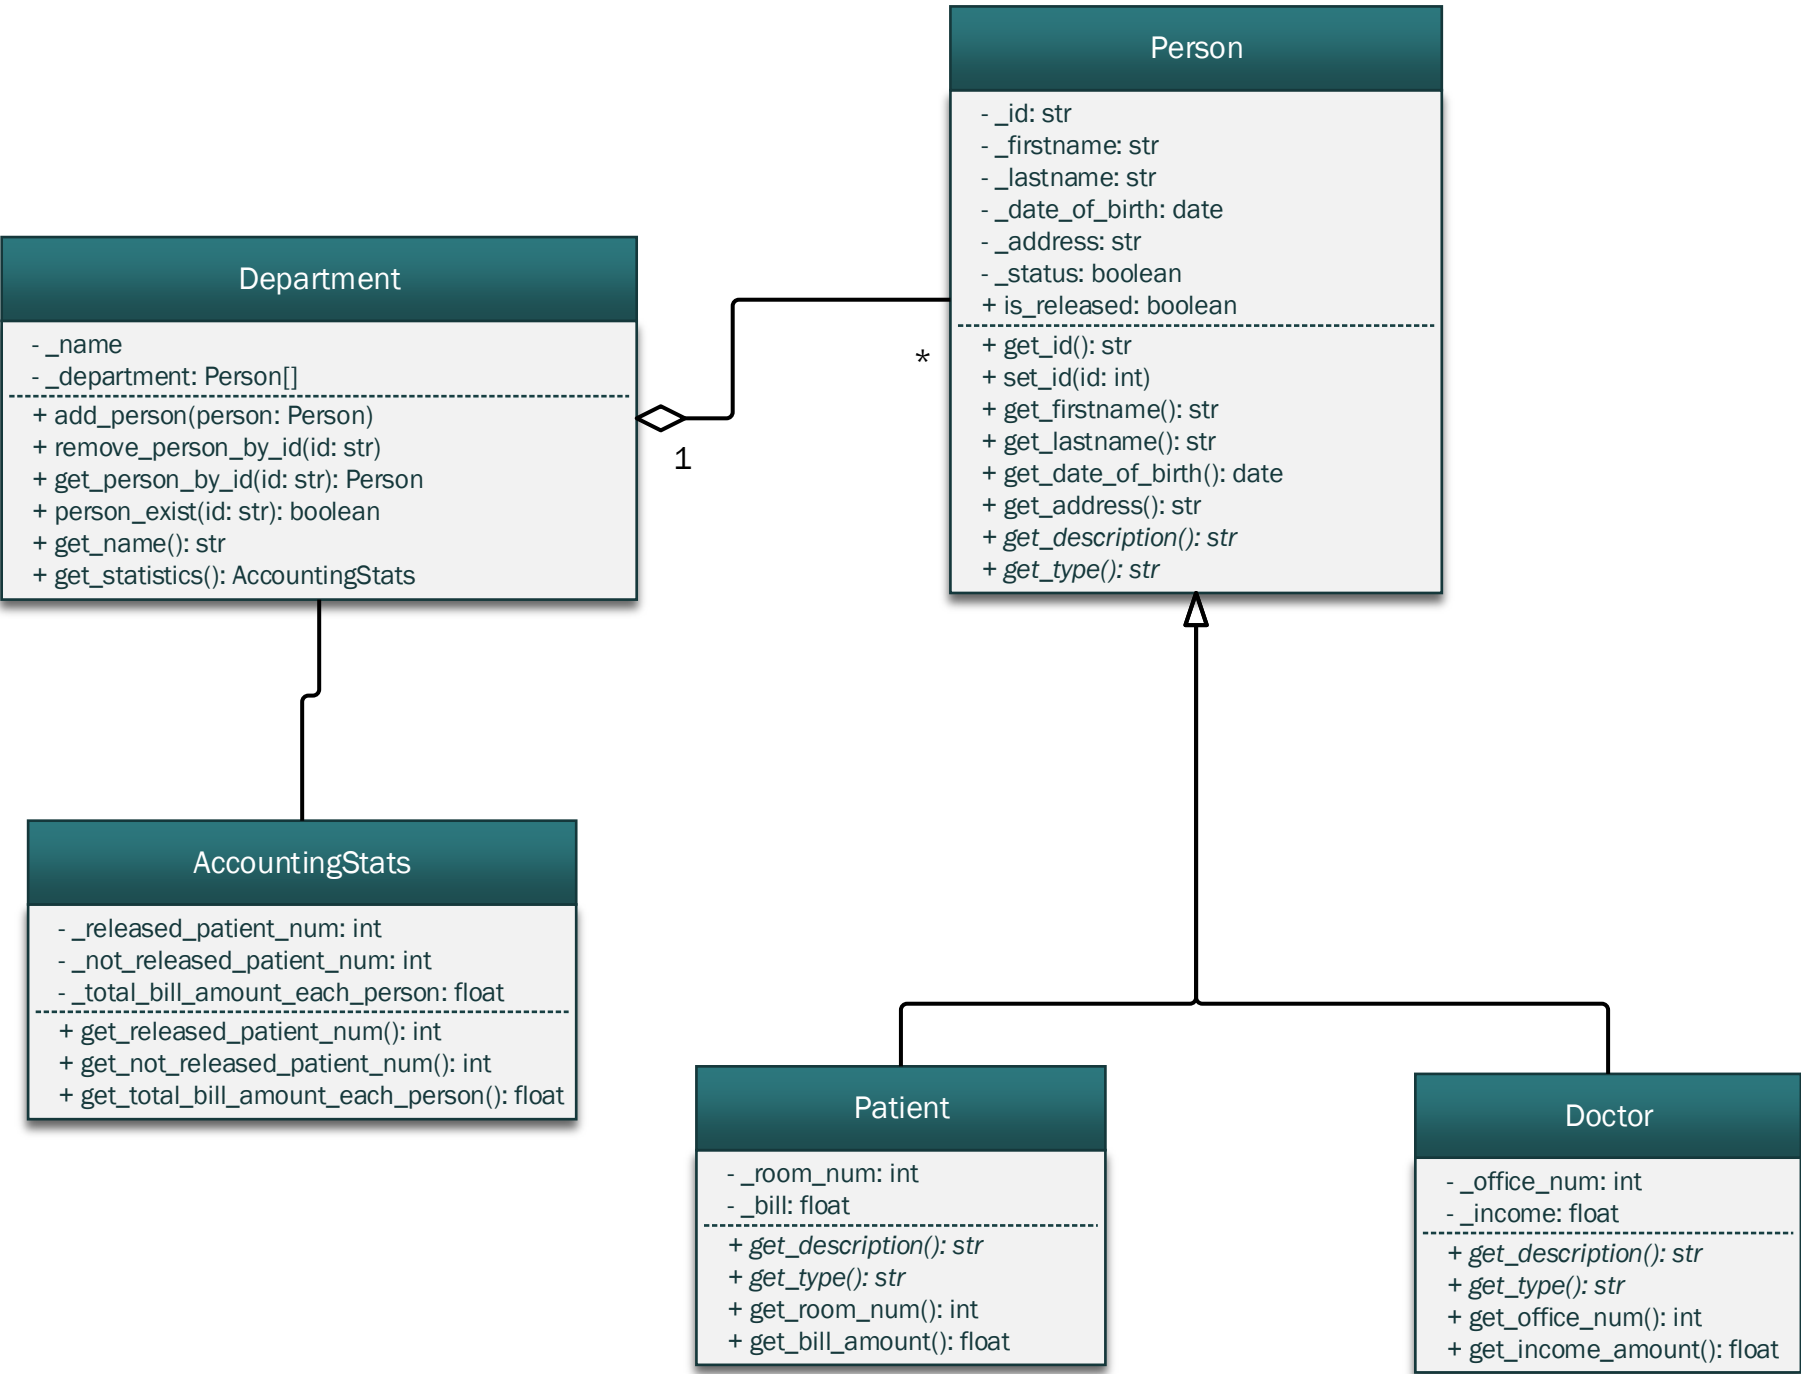 Person
- _id: str
- _firstname: str
- _lastname: str
- _date_of_birth: date
- _address: str
- _status: boolean
+ is_released: boolean
+ get_id(): str
+ set_id(id: int)
+ get_firstname(): str
+ get_lastname(): str
+ get_date_of_birth(): date
+ get_address(): str
+ get_description(): str
+ get_type(): str
Department
- _name
- _department: Person[]
+ add_person(person: Person)
+ remove_person_by_id(id: str)
+ get_person_by_id(id: str): Person
+ person_exist(id: str): boolean
+ get_name(): str
+ get_statistics(): AccountingStats
*
1
AccountingStats
- _released_patient_num: int
- _not_released_patient_num: int
- _total_bill_amount_each_person: float
+ get_released_patient_num(): int
+ get_not_released_patient_num(): int
+ get_total_bill_amount_each_person(): float
Patient
- _room_num: int
- _bill: float
+ get_description(): str
+ get_type(): str
+ get_room_num(): int
+ get_bill_amount(): float
Doctor
- _office_num: int
- _income: float
+ get_description(): str
+ get_type(): str
+ get_office_num(): int
+ get_income_amount(): float